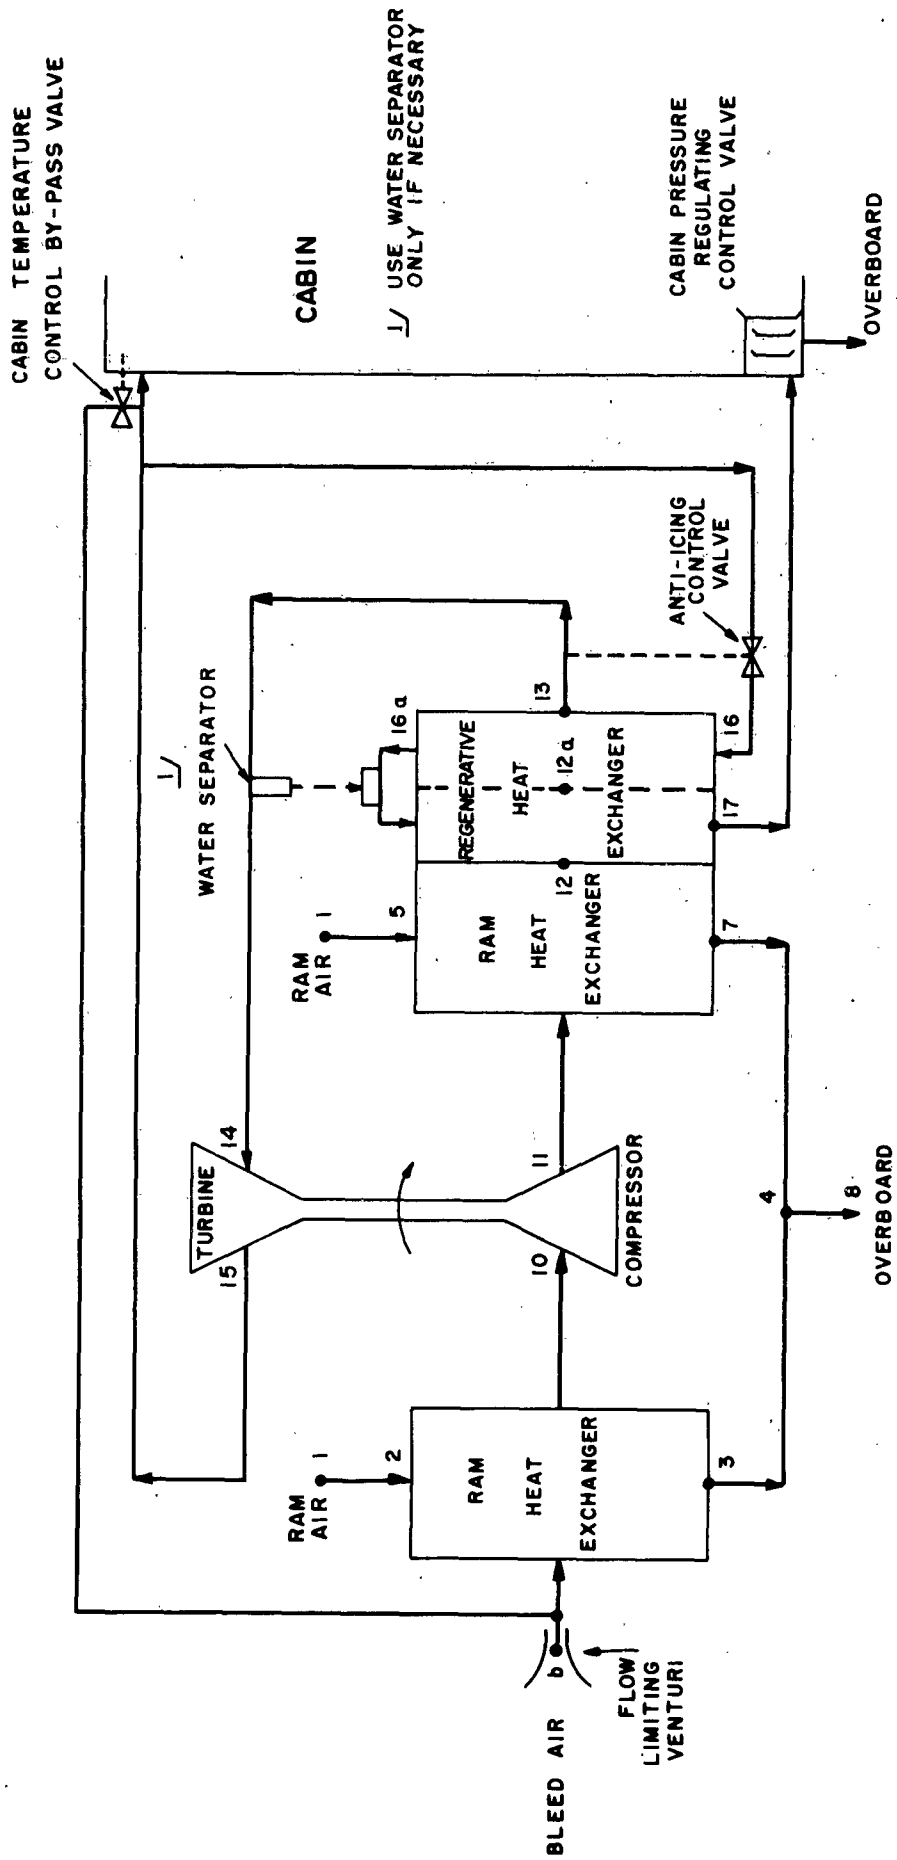 CABIN TEMPERATURE
CONTROL BY-PASS VALVE
CABIN
1/ USE WATER SEPARATOR
ONLY IF NECESSARY
CABIN PRESSURE
REGULATING
CONTROL VALVE
OVERBOARD
ANTI-ICING
CONTROL
VALVE
1/
WATER SEPARATOR
13
16a
16
REGENERATIVE
HEAT
EXCHANGER
12a
12
17
RAM
AIR
1
5
RAM
HEAT
EXCHANGER
7
TURBINE
14
15
11
10
COMPRESSOR
4
8
OVERBOARD
RAM
AIR
1
2
RAM
HEAT
EXCHANGER
3
BLEED AIR
b
FLOW
LIMITING
VENTURI